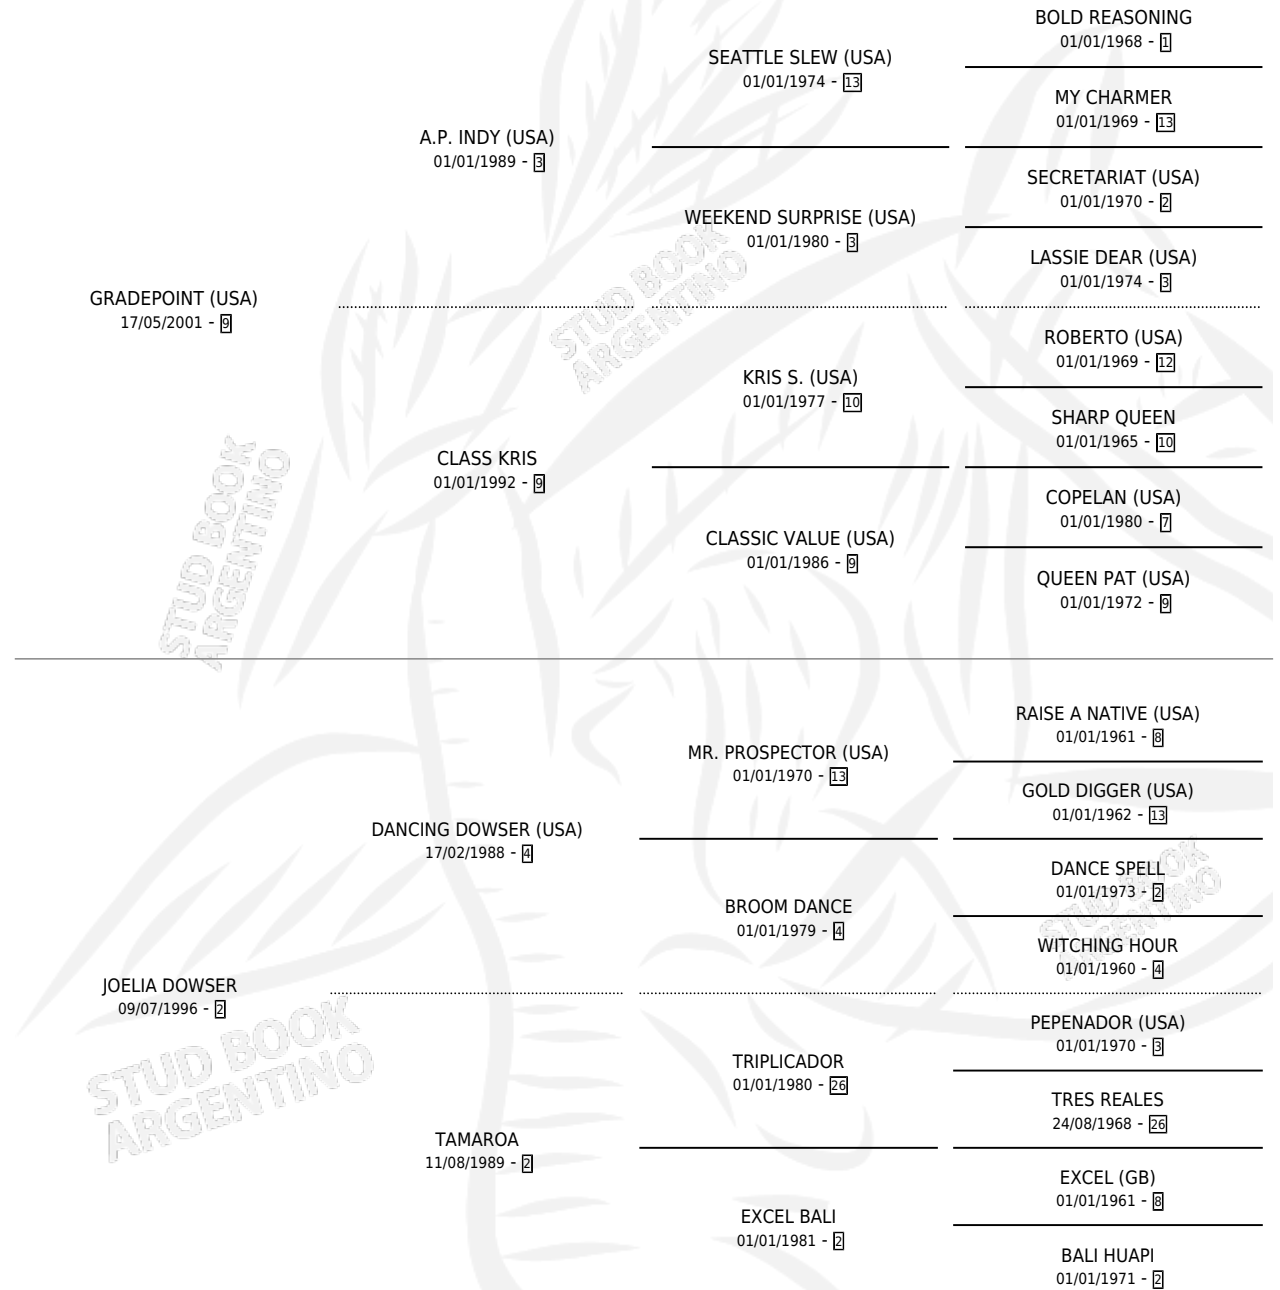 BOLD REASONING
01/01/1968 - 1
SEATTLE SLEW (USA)
01/01/1974 - 13
MY CHARMER
01/01/1969 - 13
A.P. INDY (USA)
01/01/1989 - 3
SECRETARIAT (USA)
01/01/1970 - 2
WEEKEND SURPRISE (USA)
01/01/1980 - 3
LASSIE DEAR (USA)
01/01/1974 - 3
GRADEPOINT (USA)
17/05/2001 - 9
ROBERTO (USA)
01/01/1969 - 12
KRIS S. (USA)
01/01/1977 - 10
SHARP QUEEN
01/01/1965 - 10
CLASS KRIS
01/01/1992 - 9
COPELAN (USA)
01/01/1980 - 7
CLASSIC VALUE (USA)
01/01/1986 - 9
QUEEN PAT (USA)
01/01/1972 - 9
RAISE A NATIVE (USA)
01/01/1961 - 8
MR. PROSPECTOR (USA)
01/01/1970 - 13
GOLD DIGGER (USA)
01/01/1962 - 13
DANCING DOWSER (USA)
17/02/1988 - 4
DANCE SPELL
01/01/1973 - 2
BROOM DANCE
01/01/1979 - 4
WITCHING HOUR
01/01/1960 - 4
JOELIA DOWSER
09/07/1996 - 2
PEPENADOR (USA)
01/01/1970 - 3
TRIPLICADOR
01/01/1980 - 26
TRES REALES
24/08/1968 - 26
TAMAROA
11/08/1989 - 2
EXCEL (GB)
01/01/1961 - 8
EXCEL BALI
01/01/1981 - 2
BALI HUAPI
01/01/1971 - 2
STUD BOOK
ARGENTINO
STUD BOOK
ARGENTINO
STUD BOOK
ARGENTINO
STUD BOOK
ARGENTINO